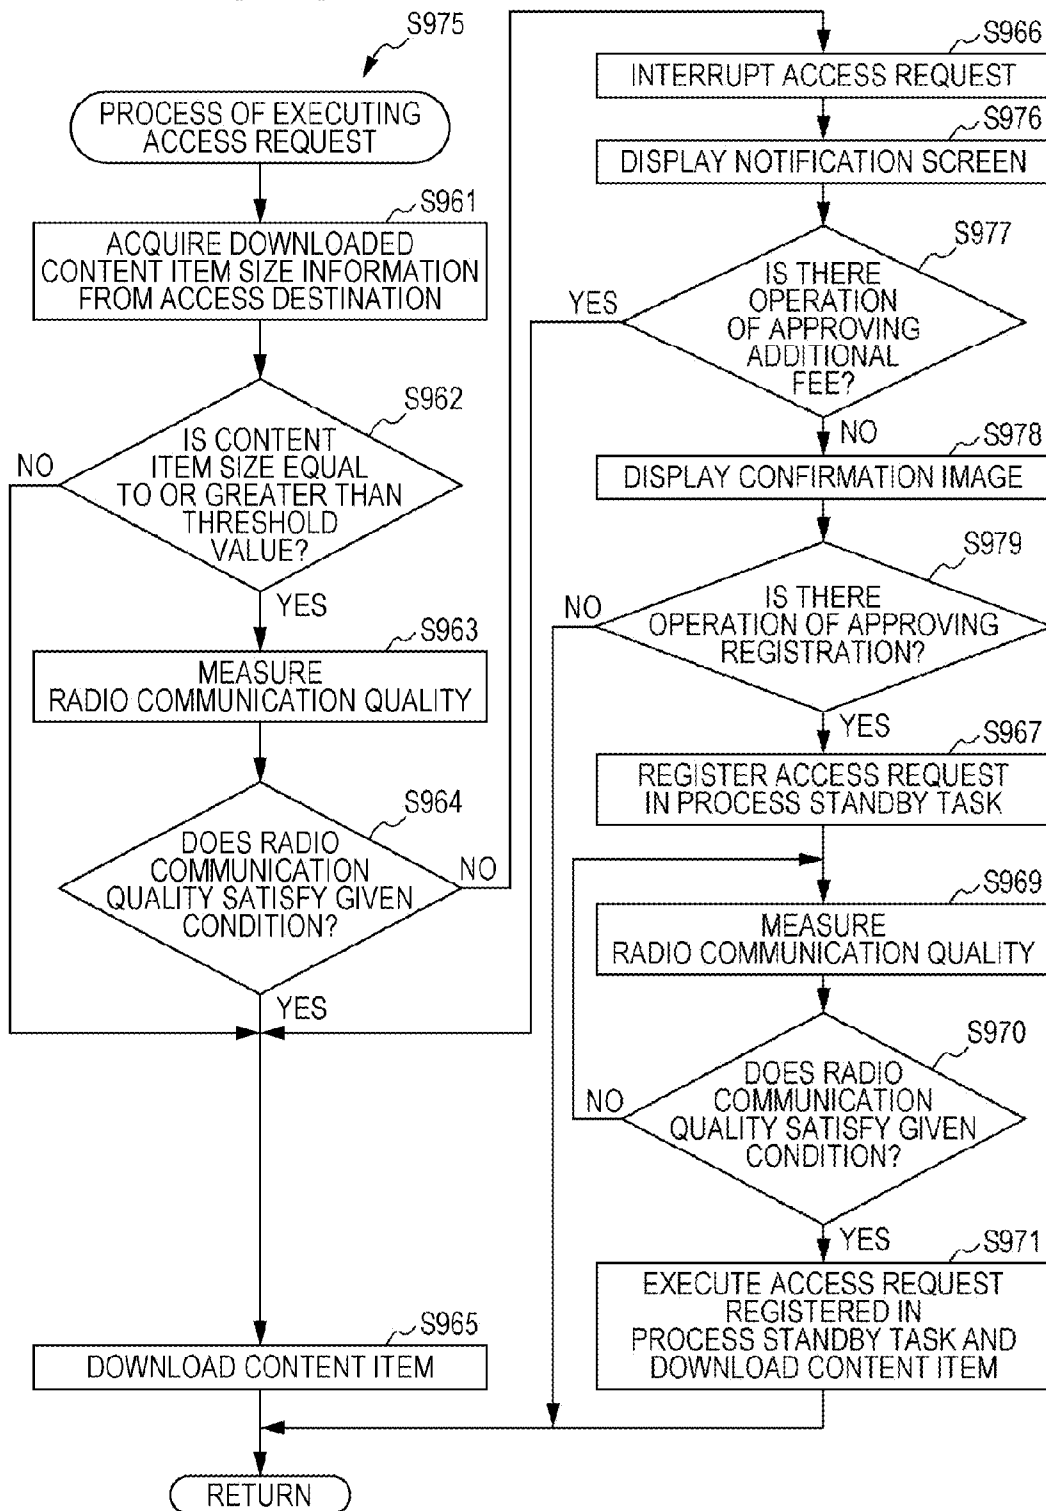 S975
PROCESS OF EXECUTING
ACCESS REQUEST
S961
ACQUIRE DOWNLOADED
CONTENT ITEM SIZE INFORMATION
FROM ACCESS DESTINATION
S962
IS CONTENT
ITEM SIZE EQUAL
TO OR GREATER THAN
THRESHOLD
VALUE?
NO
YES
S963
MEASURE
RADIO COMMUNICATION QUALITY
S964
DOES RADIO
COMMUNICATION
QUALITY SATISFY GIVEN
CONDITION?
NO
YES
S965
DOWNLOAD CONTENT ITEM
RETURN
S966
INTERRUPT ACCESS REQUEST
S976
DISPLAY NOTIFICATION SCREEN
S977
IS THERE
OPERATION
OF APPROVING
ADDITIONAL
FEE?
YES
NO
S978
DISPLAY CONFIRMATION IMAGE
S979
IS THERE
OPERATION OF APPROVING
REGISTRATION?
NO
YES
S967
REGISTER ACCESS REQUEST
IN PROCESS STANDBY TASK
S969
MEASURE
RADIO COMMUNICATION QUALITY
S970
DOES RADIO
COMMUNICATION
QUALITY SATISFY GIVEN
CONDITION?
NO
YES
S971
EXECUTE ACCESS REQUEST
REGISTERED IN
PROCESS STANDBY TASK AND
DOWNLOAD CONTENT ITEM